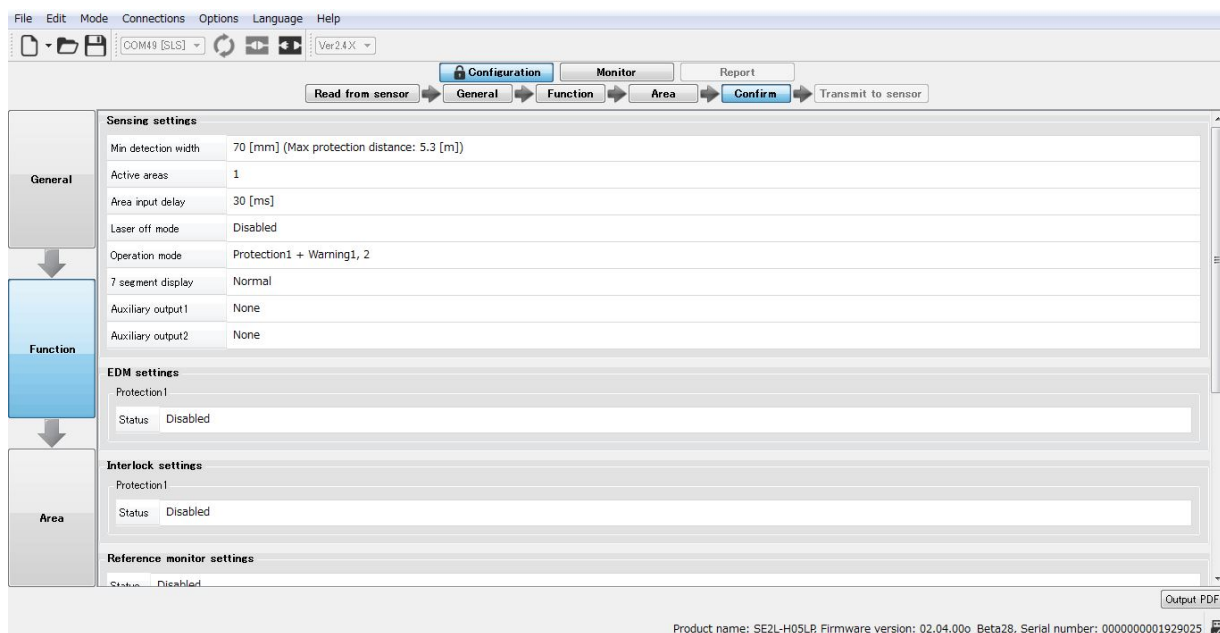 File Edit Mode Connections Options Language Help
COM49 [SLS] Ver2.4X
Configuration Monitor Report
Read from sensor General Function Area Confirm Transmit to sensor
General
Function
Area
Sensing settings
Min detection width 70 [mm] (Max protection distance: 5.3 [m])
Active areas 1
Area input delay 30 [ms]
Laser off mode Disabled
Operation mode Protection1 + Warning1, 2
7 segment display Normal
Auxiliary output1 None
Auxiliary output2 None
EDM settings
Protection1
Status Disabled
Interlock settings
Protection1
Status Disabled
Reference monitor settings
Status Disabled
Output PDF
Product name: SE2L-H05LP, Firmware version: 02.04.00o_Beta28, Serial number: 0000000001929025